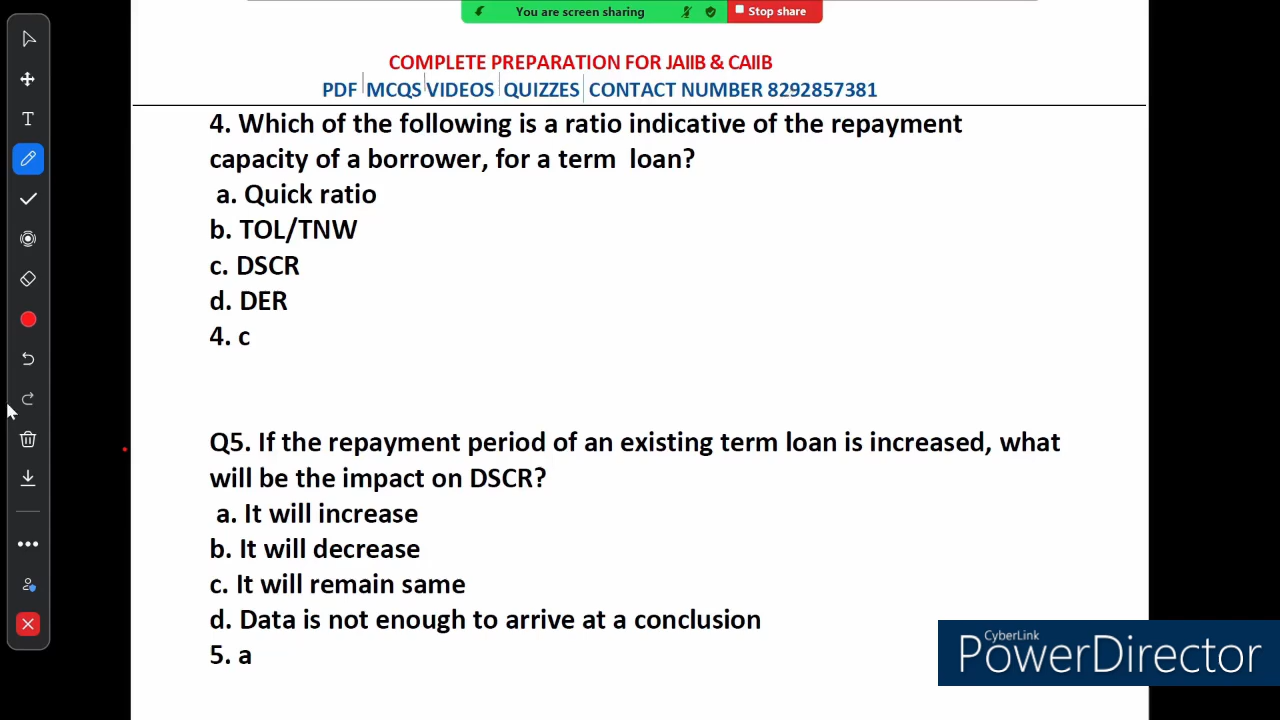 You are screen sharing Stop share
COMPLETE PREPARATION FOR JAIIB & CAIIB
PDF MCQS VIDEOS QUIZZES CONTACT NUMBER 8292857381
4. Which of the following is a ratio indicative of the repayment
capacity of a borrower, for a term loan?
a. Quick ratio
b. TOL/TNW
c. DSCR
d. DER
4. c
Q5. If the repayment period of an existing term loan is increased, what
will be the impact on DSCR?
a. It will increase
b. It will decrease
c. It will remain same
d. Data is not enough to arrive at a conclusion
5. a
CyberLink
PowerDirector